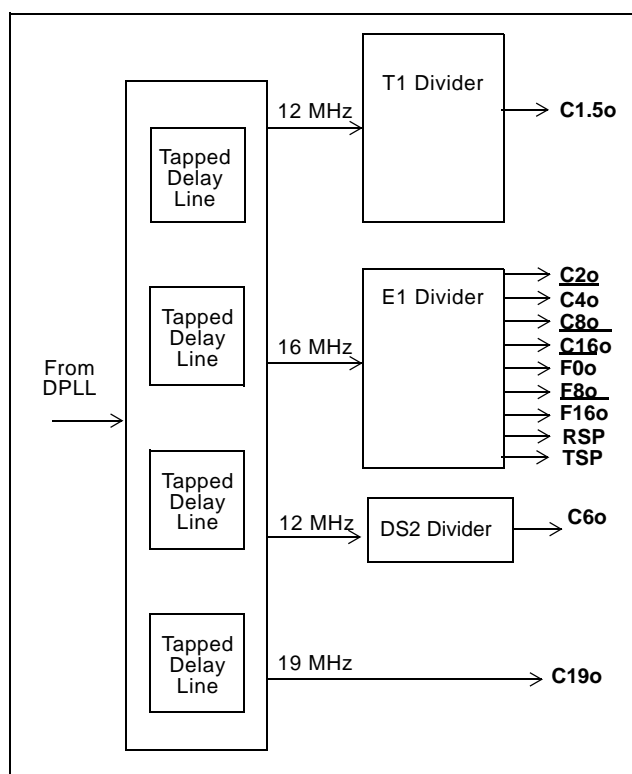 T1 Divider
12 MHz
C1.5o
Tapped
Delay
Line
C2o
E1 Divider
C4o
Tapped
Delay
Line
C8o
16 MHz
C16o
From
DPLL
F0o
F8o
F16o
RSP
TSP
Tapped
Delay
Line
12 MHz
DS2 Divider
C6o
Tapped
Delay
Line
19 MHz
C19o